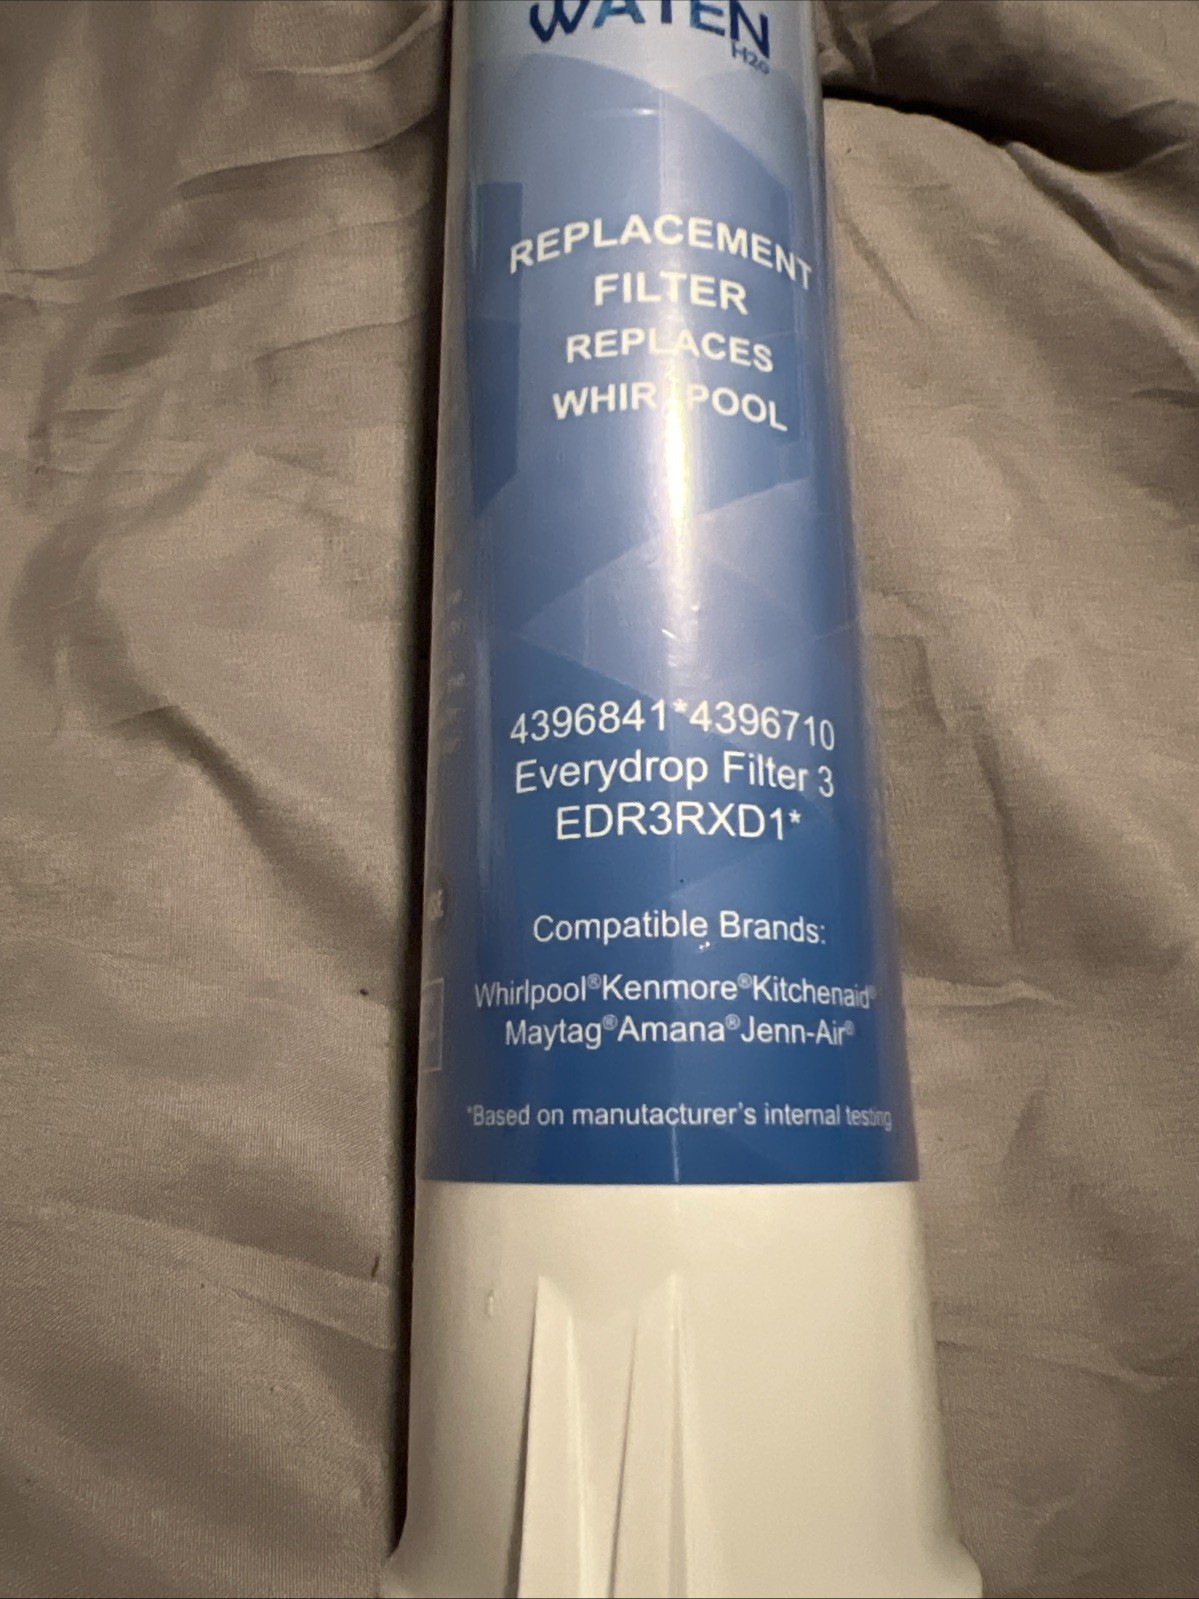 WATEN
H2O
REPLACEMENT
FILTER
REPLACES
WHIRLPOOL
4396841*4396710
Everydrop Filter 3
EDR3RXD1*
Compatible Brands:
Whirlpool®Kenmore®Kitchenaid®
Maytag®Amana®Jenn-Air®
*Based on manutacturer's internal testing